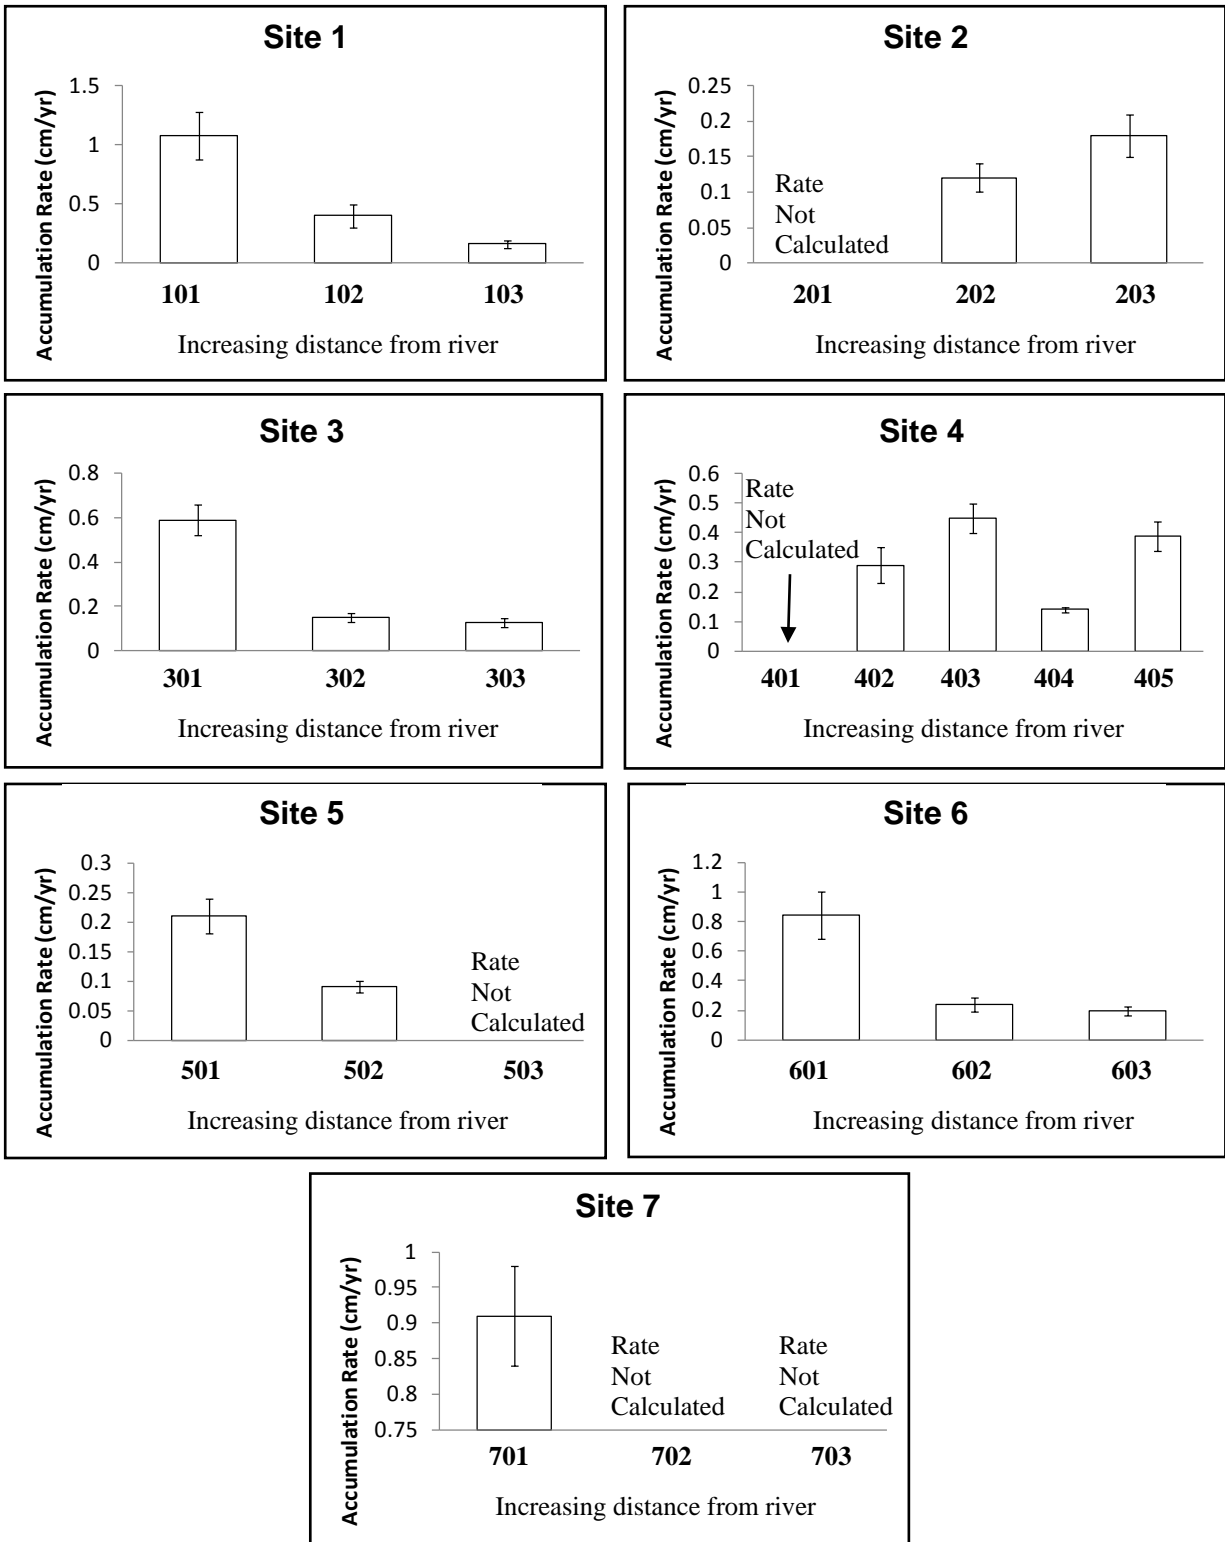 Site 1
Accumulation Rate (cm/yr)
1.5
1
0.5
0
101 102 103
Increasing distance from river
Site 2
Accumulation Rate (cm/yr)
0.25
0.2
0.15
0.1
0.05
0
Rate
Not
Calculated
201 202 203
Increasing distance from river
Site 3
Accumulation Rate (cm/yr)
0.8
0.6
0.4
0.2
0
301 302 303
Increasing distance from river
Site 4
Accumulation Rate (cm/yr)
0.6
0.5
0.4
0.3
0.2
0.1
0
Rate
Not
Calculated
401 402 403 404 405
Increasing distance from river
Site 5
Accumulation Rate (cm/yr)
0.3
0.25
0.2
0.15
0.1
0.05
0
Rate
Not
Calculated
501 502 503
Increasing distance from river
Site 6
Accumulation Rate (cm/yr)
1.2
1
0.8
0.6
0.4
0.2
0
601 602 603
Increasing distance from river
Site 7
Accumulation Rate (cm/yr)
1
0.95
0.9
0.85
0.8
0.75
Rate
Not
Calculated
Rate
Not
Calculated
701 702 703
Increasing distance from river